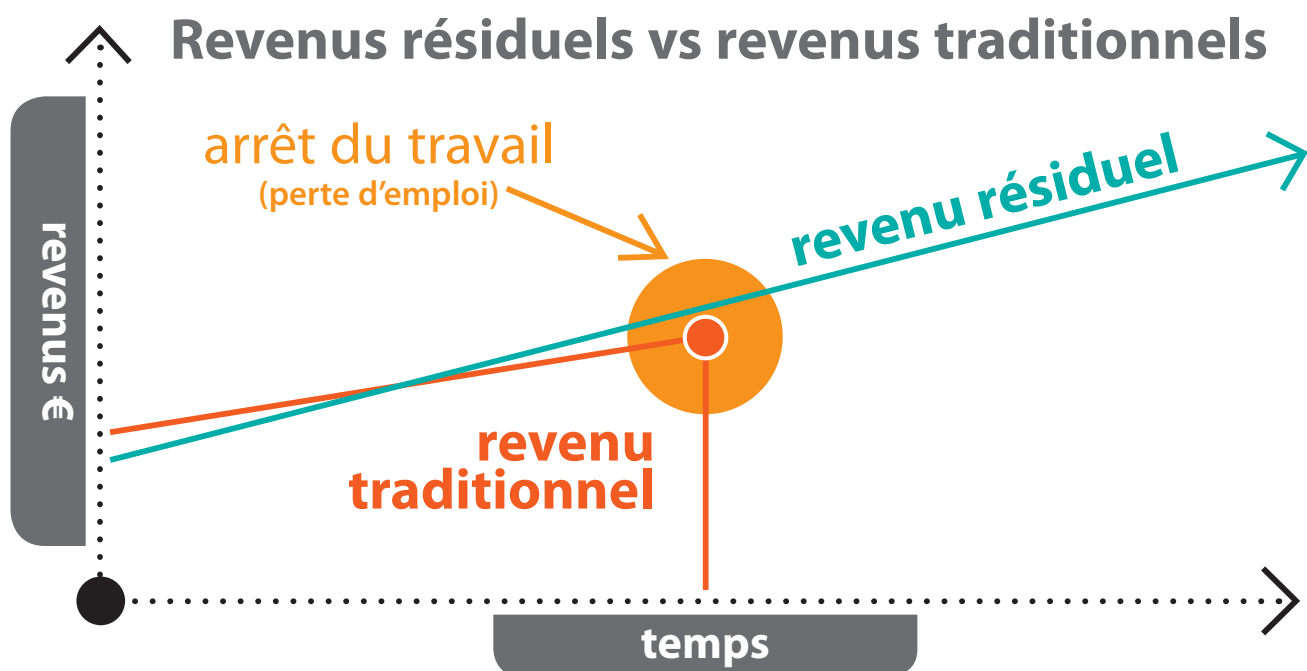 Revenus résiduels vs revenus traditionnels
arrêt du travail
(perte d’emploi)
revenu résiduel
revenus €
revenu
traditionnel
temps